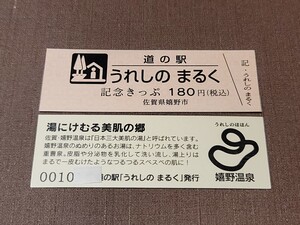 道の駅
うれしの まるく
記念きっぷ 180円(税込)
佐賀県嬉野市
記・うれしの まるく
湯にけむる美肌の郷
佐賀・嬉野温泉は『日本三大美肌の湯』と呼ばれています。
嬉野温泉のぬめりのあるお湯は、ナトリウムを多く含む
重曹泉。皮脂や分泌物を乳化して洗い流し、湯上りは
まるで一皮むけたようなつるつるスベスベの肌に!
0010
の駅「うれしの まるく」発行
うれしのほほん
嬉野温泉